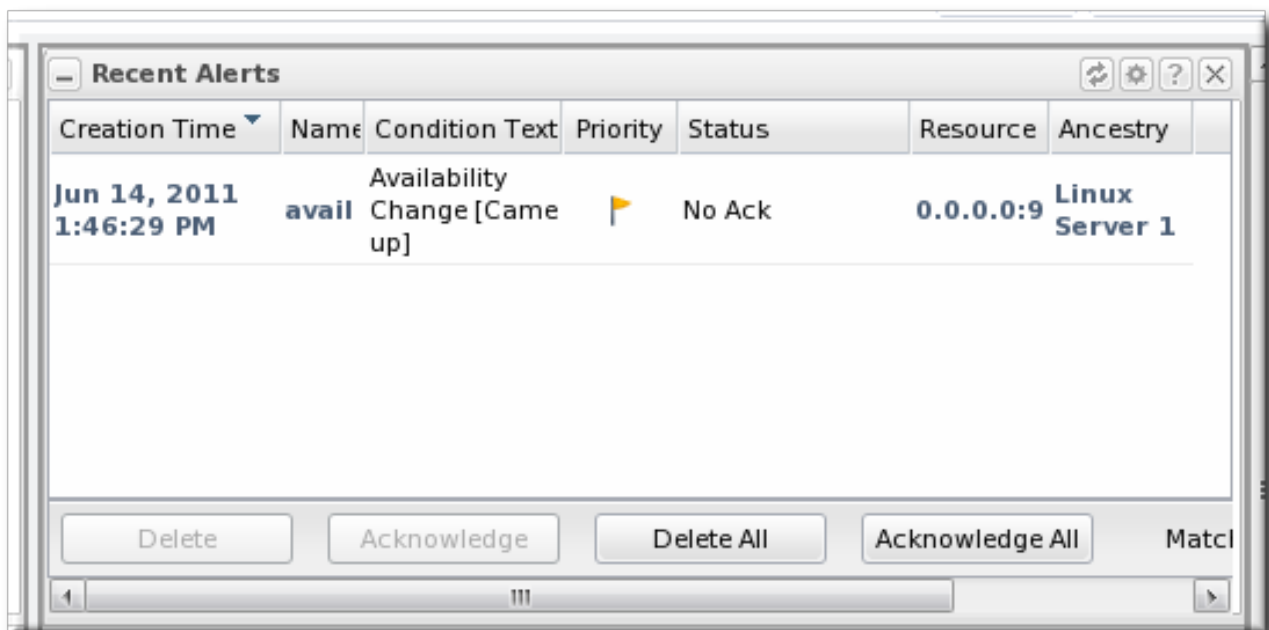 Recent Alerts
?
Creation Time Name Condition Text Priority Status Resource Ancestry
Jun 14, 2011
1:46:29 PM
avail
Availability
Change [Came
up]
No Ack
0.0.0.0:9
Linux
Server 1
Delete Acknowledge Delete All Acknowledge All